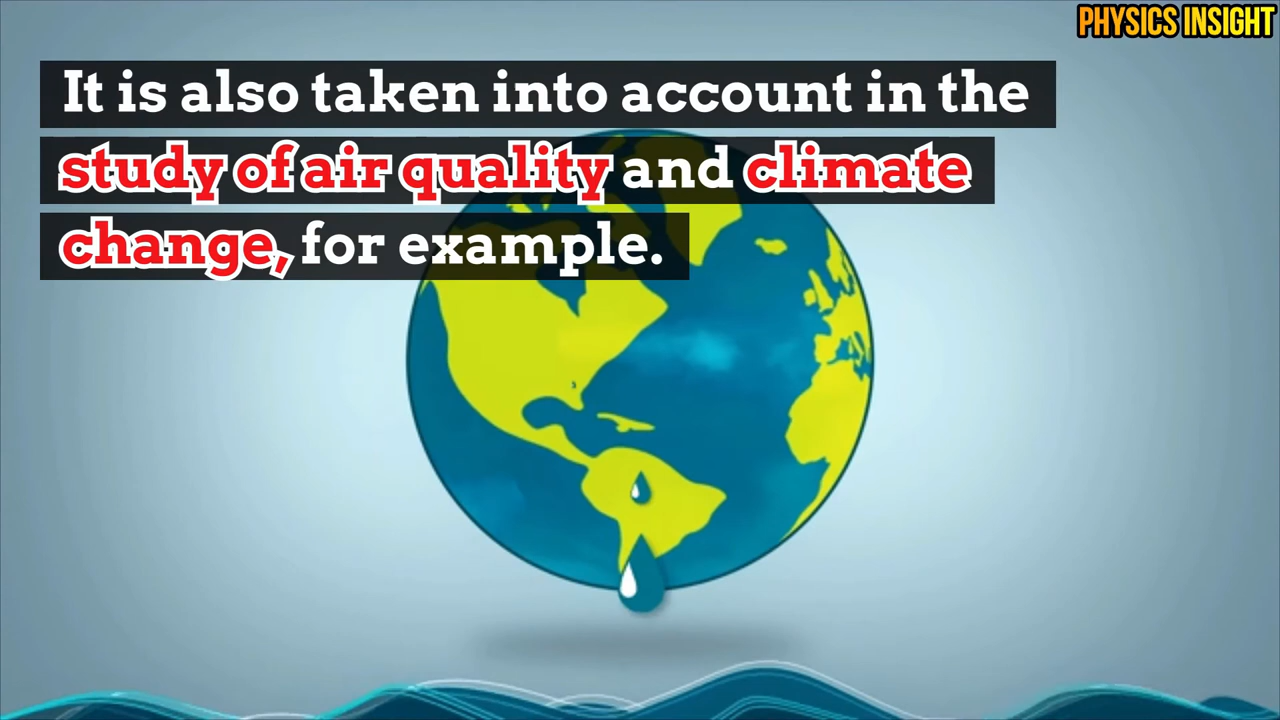 PHYSICS INSIGHT
It is also taken into account in the
study of air quality and climate
change, for example.